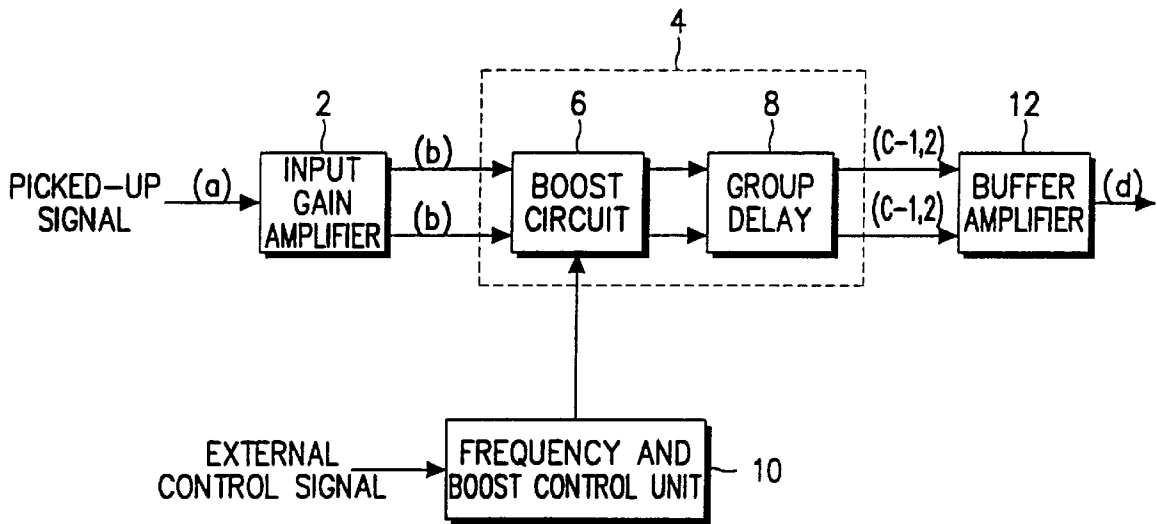 4
2
6
8
12
(b)
(C-1,2)
PICKED-UP
SIGNAL
(a)
INPUT
GAIN
AMPLIFIER
BOOST
CIRCUIT
GROUP
DELAY
BUFFER
AMPLIFIER
(d)
(b)
(C-1,2)
EXTERNAL
CONTROL SIGNAL
FREQUENCY AND
BOOST CONTROL UNIT
10